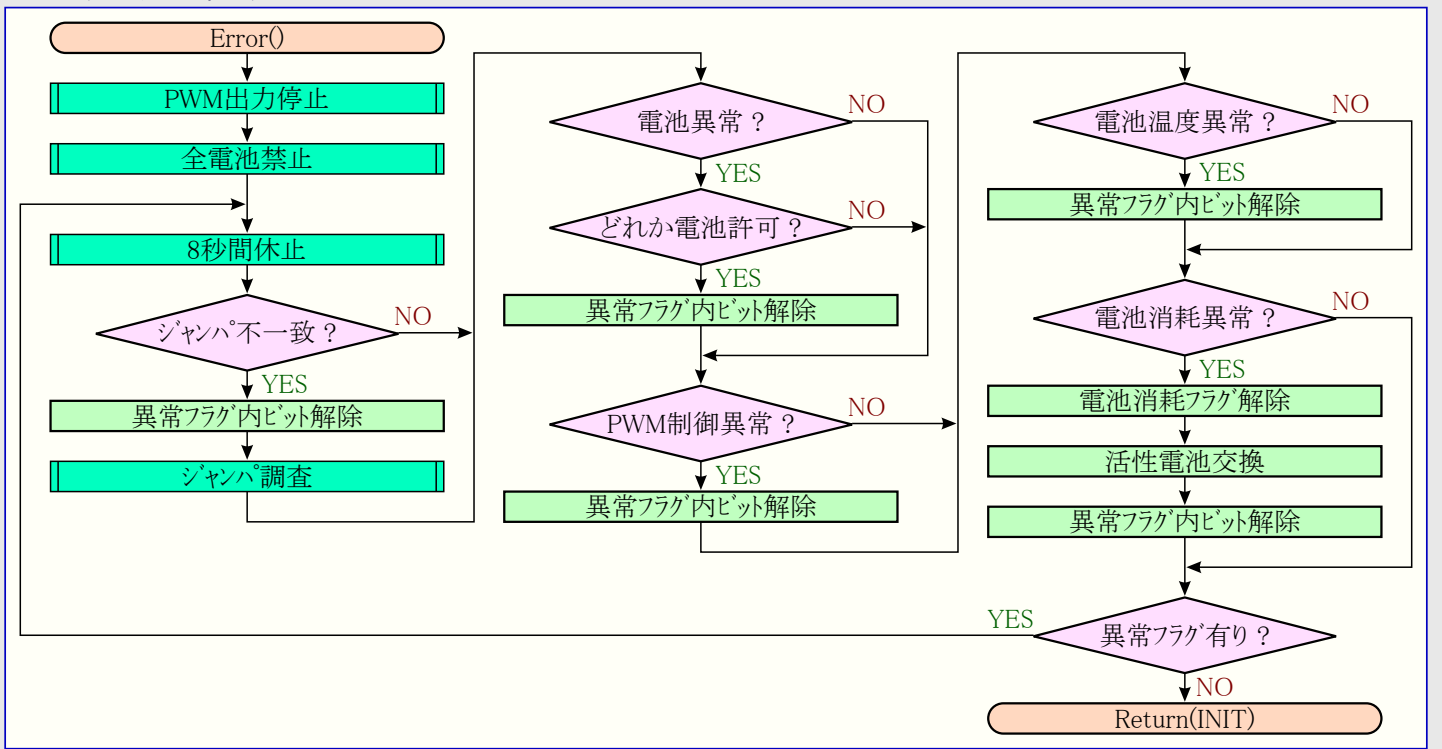 Error()
PWM出力停止
全電池禁止
8秒間休止
ジャンパ不一致？
NO
YES
異常フラグ内ビット解除
ジャンパ調査
電池異常？
NO
YES
どれか電池許可？
NO
YES
異常フラグ内ビット解除
PWM制御異常？
NO
YES
異常フラグ内ビット解除
電池温度異常？
NO
YES
異常フラグ内ビット解除
電池消耗異常？
NO
YES
電池消耗フラグ解除
活性電池交換
異常フラグ内ビット解除
異常フラグ有り？
YES
NO
Return(INIT)